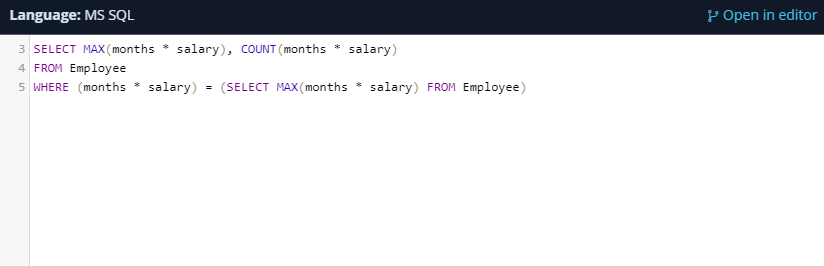 Language: MS SQL
Open in editor
3 SELECT MAX(months * salary), COUNT(months * salary)
4 FROM Employee
5 WHERE (months * salary) = (SELECT MAX(months * salary) FROM Employee)